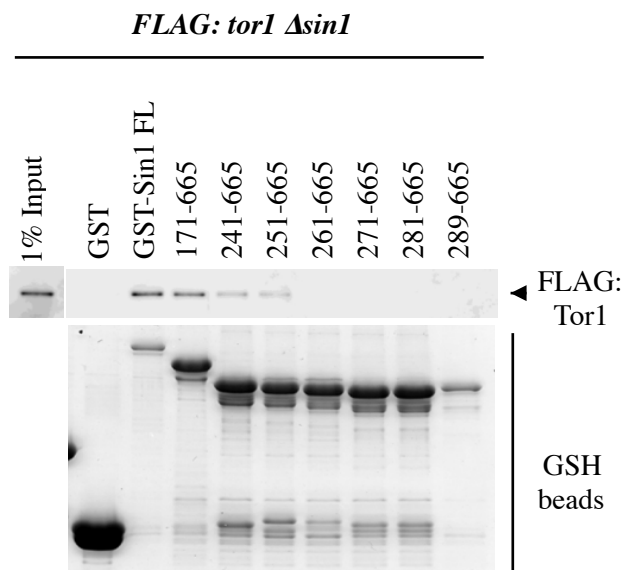 FLAG: tor1 Δsin1
1% Input
GST
GST-Sin1 FL
171-665
241-665
251-665
261-665
271-665
281-665
289-665
FLAG:
Tor1
GSH
beads